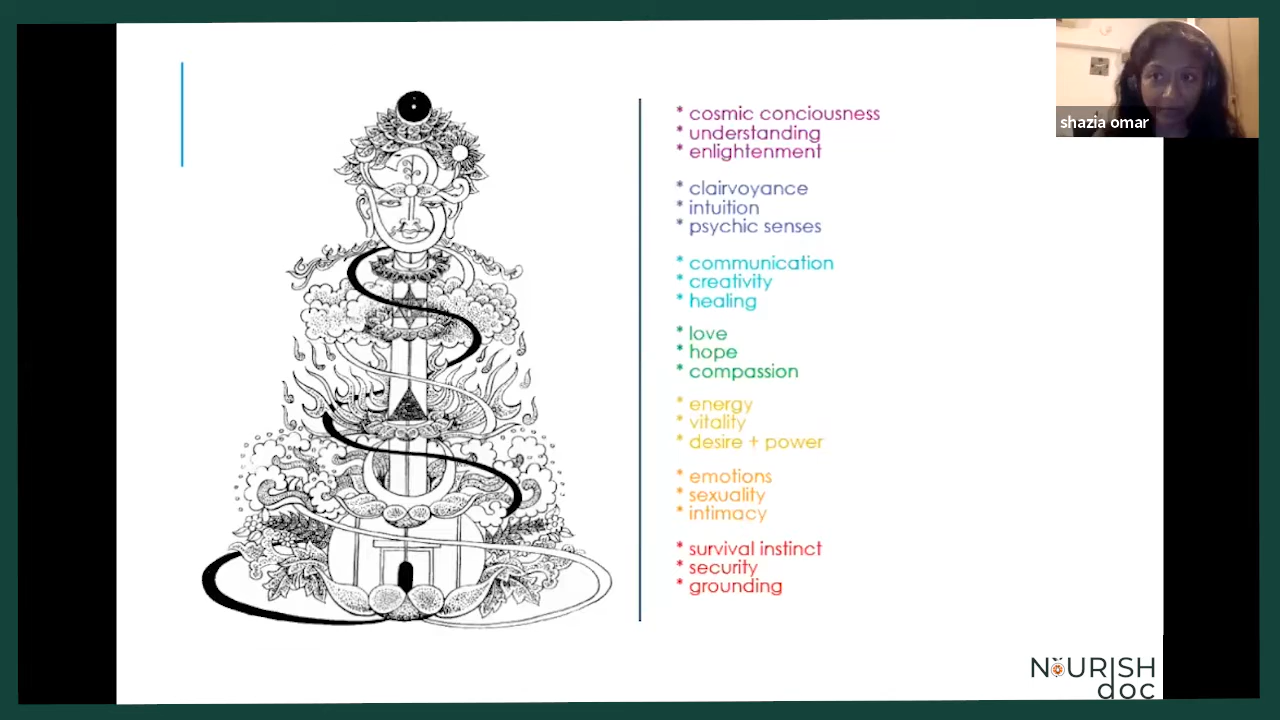 * cosmic conciousness
* understanding
* enlightenment
* clairvoyance
* intuition
* psychic senses
* communication
* creativity
* healing
* love
* hope
* compassion
* energy
* vitality
* desire + power
* emotions
* sexuality
* intimacy
* survival instinct
* security
* grounding
shazia omar
NOURISH
doc